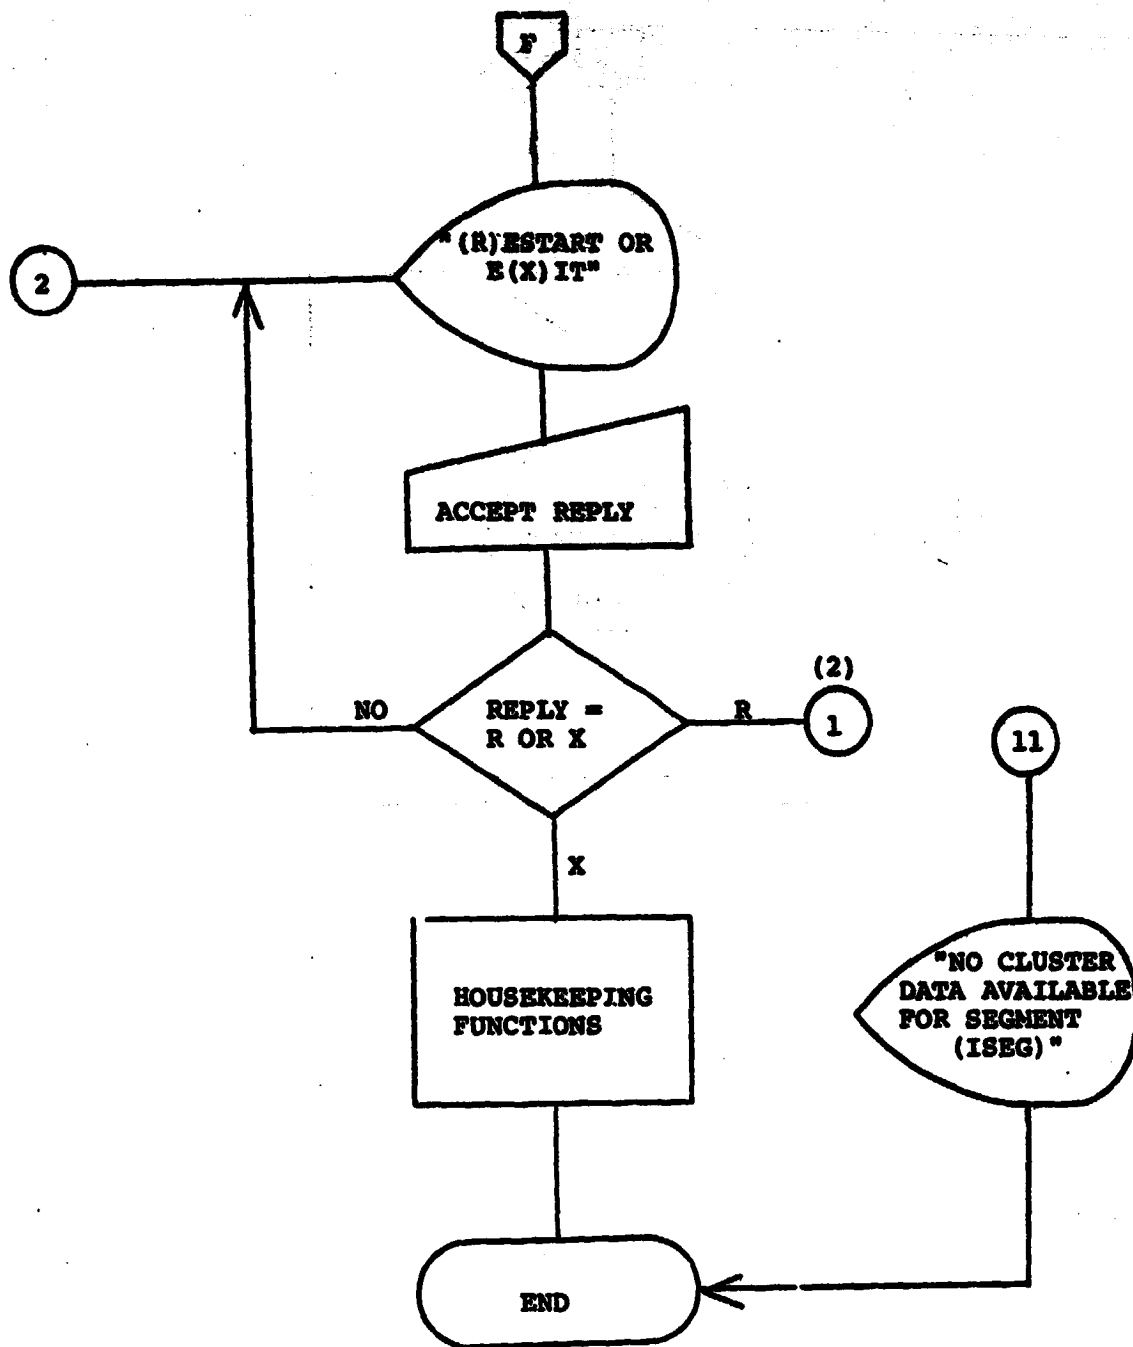 F
"(R)ESTART OR
E(X)IT"
2
ACCEPT REPLY
REPLY =
R OR X
NO
R
(2)
1
11
X
HOUSEKEEPING
FUNCTIONS
"NO CLUSTER
DATA AVAILABLE
FOR SEGMENT
(ISEG)"
END